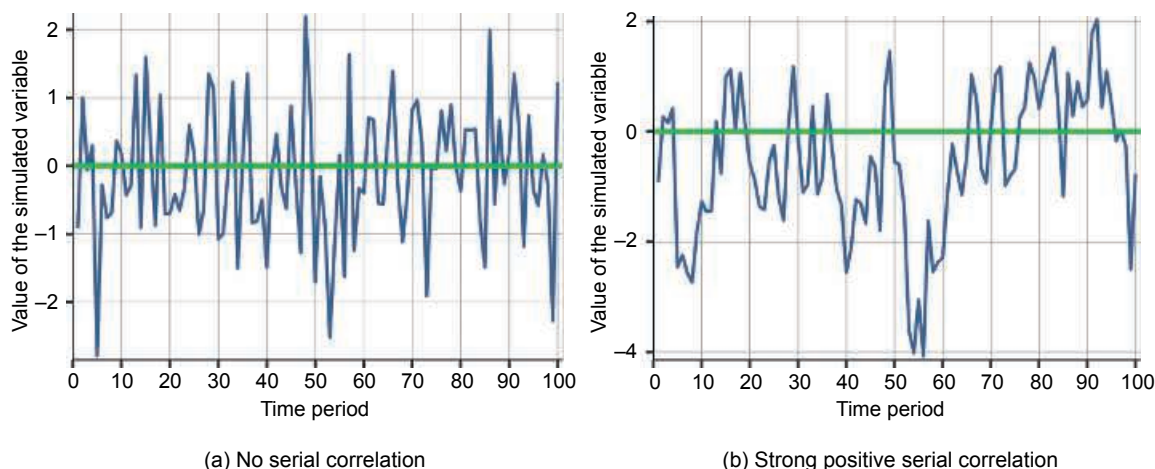 Value of the simulated variable
2
1
0
–1
–2
0 10 20 30 40 50 60 70 80 90 100
Time period
(a) No serial correlation
Value of the simulated variable
2
0
–2
–4
0 10 20 30 40 50 60 70 80 90 100
Time period
(b) Strong positive serial correlation